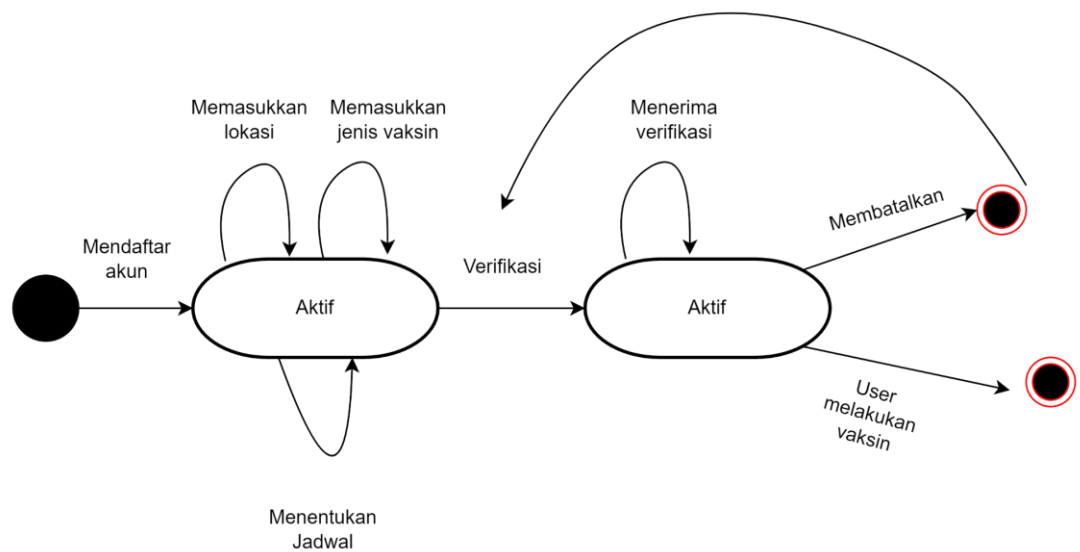 Memasukkan
lokasi
Memasukkan
jenis vaksin
Menerima
verifikasi
Mendaftar
akun
Aktif
Verifikasi
Aktif
Membatalkan
User
melakukan
vaksin
Menentukan
Jadwal